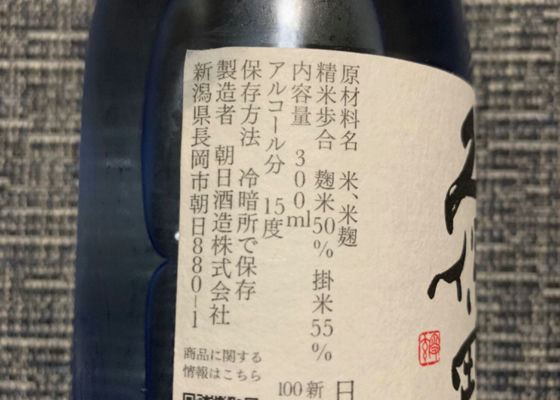 原材料名 米、米麹
精米歩合 麹米50% 掛米55%
内容量 300ml
アルコール分 15度
保存方法 冷暗所で保存
製造者 朝日酒造株式会社
新潟県長岡市朝日880-1
商品に関する
情報はこちら
日
新
100